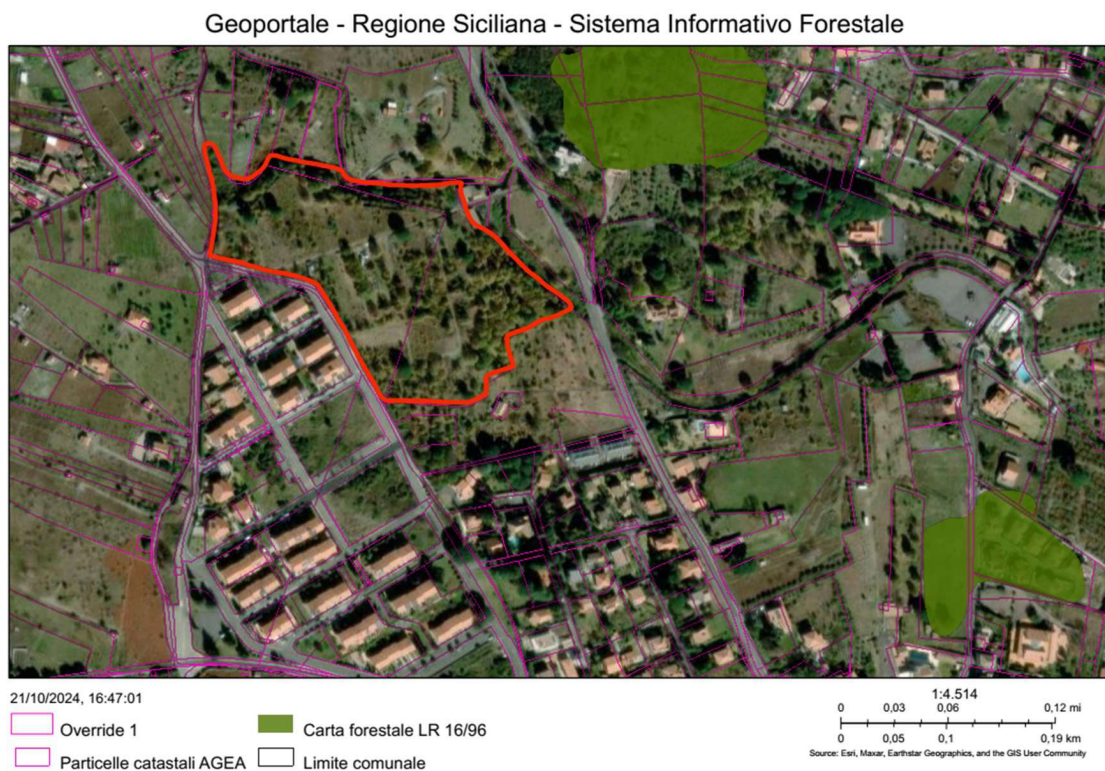 Geoportale - Regione Siciliana - Sistema Informativo Forestale
21/10/2024, 16:47:01
Override 1
Carta forestale LR 16/96
Particelle catastali AGEA
Limite comunale
1:4.514
0 0,03 0,06 0,12 mi
0 0,05 0,1 0,19 km
Source: Esri, Maxar, Earthstar Geographics, and the GIS User Community